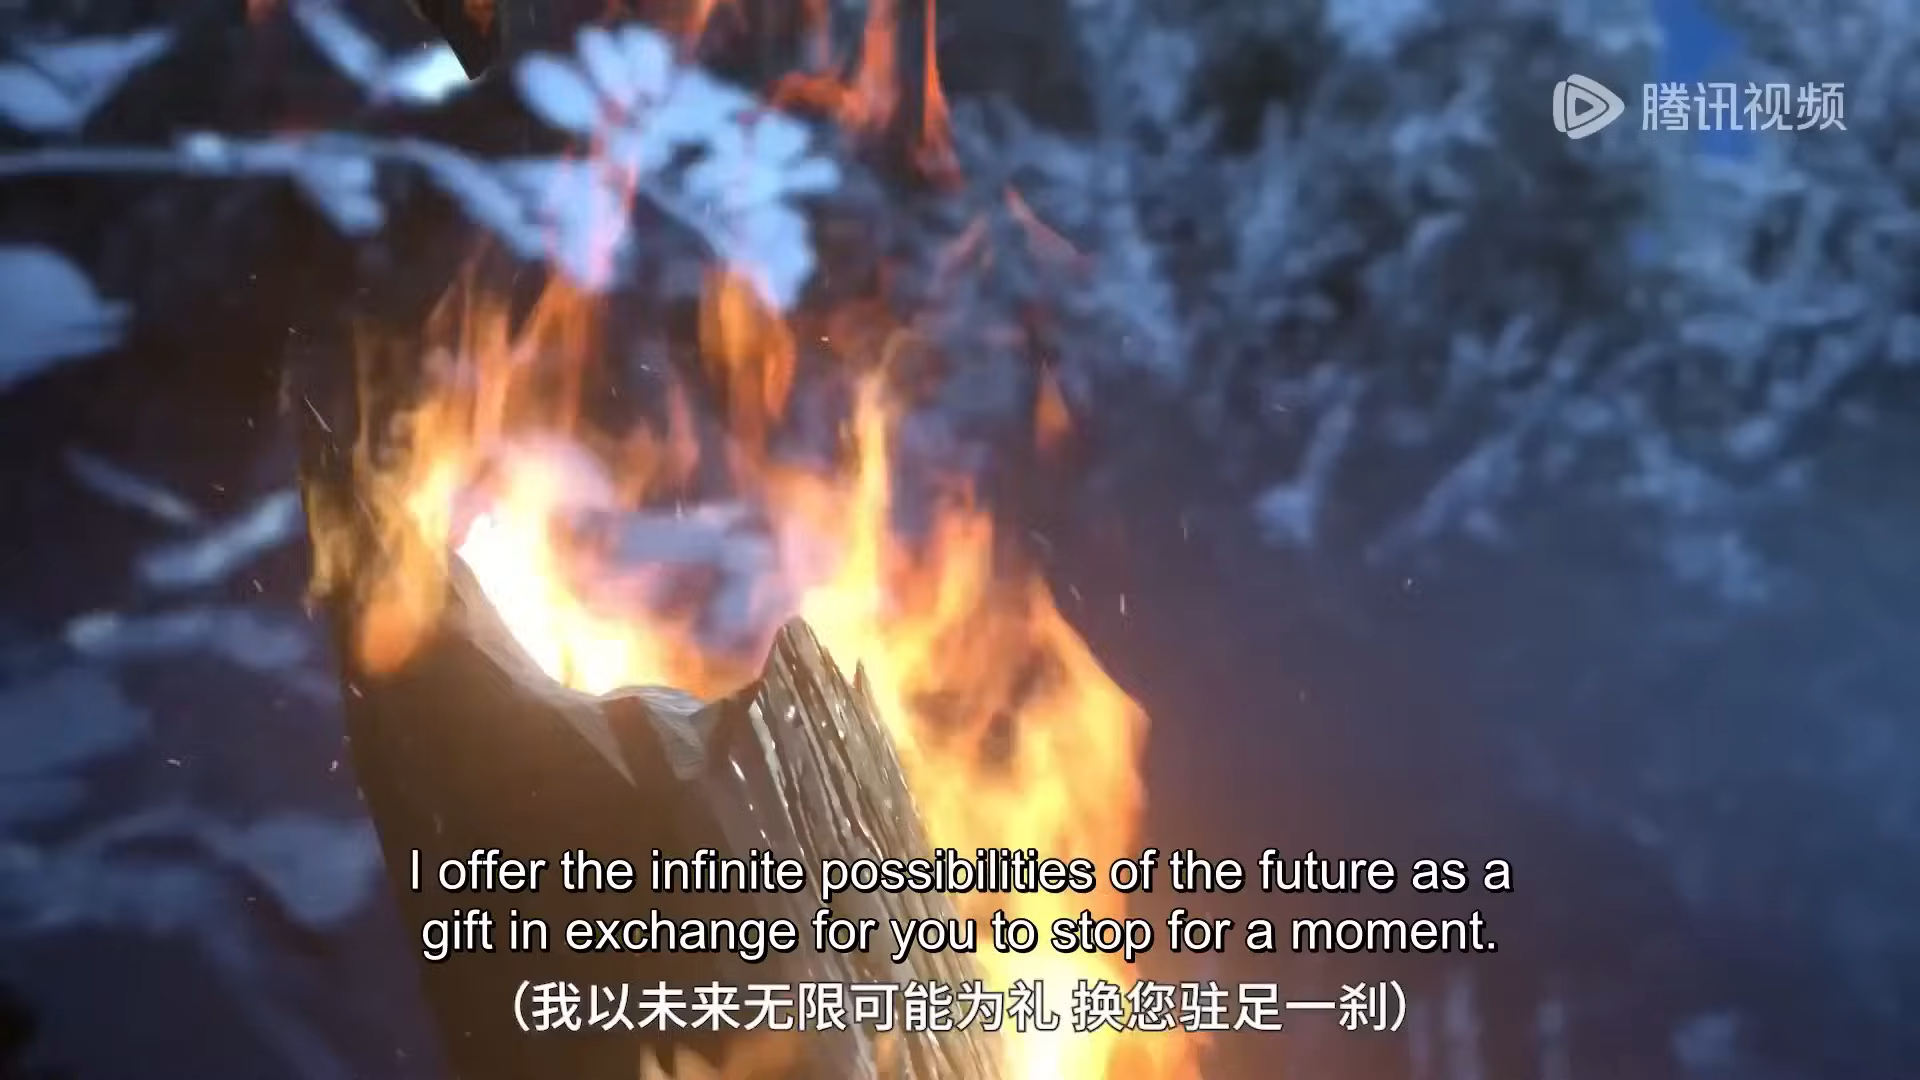 腾讯视频
I offer the infinite possibilities of the future as a
gift in exchange for you to stop for a moment.
（我以未来无限可能为礼 换您驻足一刹）